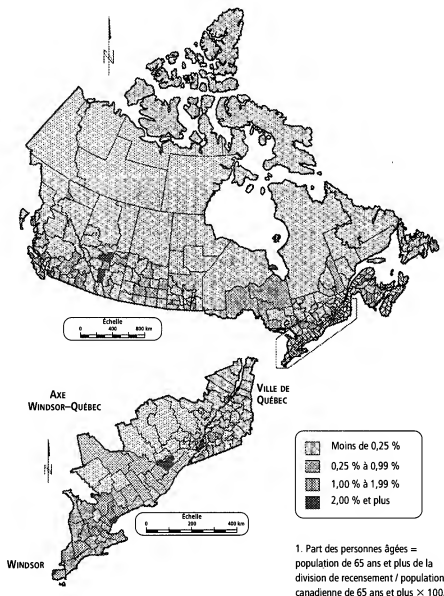 Échelle
0 400 800 km
AXE
WINDSOR–QUÉBEC
VILLE DE
QUÉBEC
Échelle
0 200 400 km
WINDSOR
Moins de 0,25 %
0,25 % à 0,99 %
1,00 % à 1,99 %
2,00 % et plus
1. Part des personnes âgées =
population de 65 ans et plus de la
division de recensement / population
canadienne de 65 ans et plus × 100.